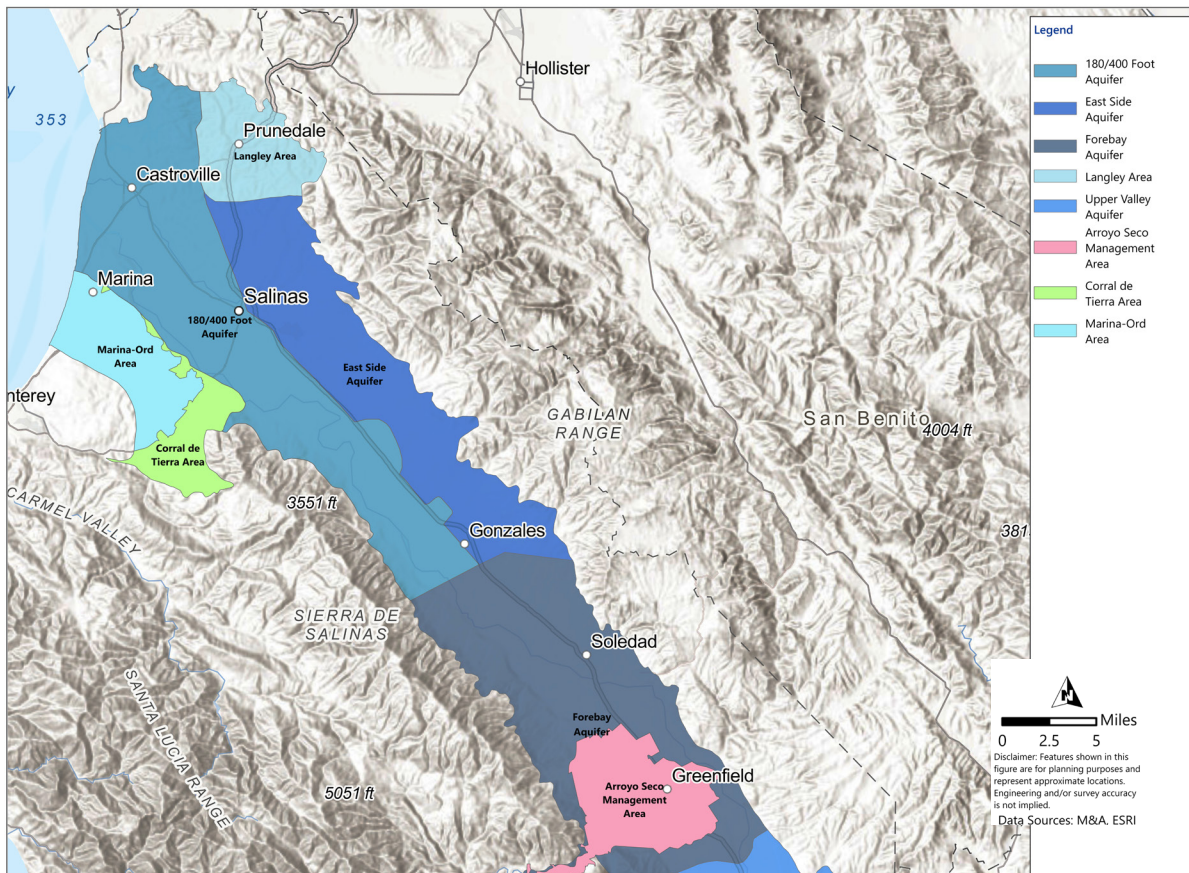 Hollister
353
Prunedale
Langley Area
Castroville
Marina
Salinas
180/400 Foot
Aquifer
Marina-Ord
Area
East Side
Aquifer
nterey
GABILAN
RANGE
San Benito
4004 ft
Corral de
Tierra Area
3551 ft
CARMEL VALLEY
Gonzales
381
SIERRA DE
SALINAS
Soledad
SANTA LUCIA RANGE
Forebay
Aquifer
Greenfield
5051 ft
Arroyo Seco
Management
Area
Legend
180/400 Foot
Aquifer
East Side
Aquifer
Forebay
Aquifer
Langley Area
Upper Valley
Aquifer
Arroyo Seco
Management
Area
Corral de
Tierra Area
Marina-Ord
Area
N
Miles
0 2.5 5
Disclaimer: Features shown in this
figure are for planning purposes and
represent approximate locations.
Engineering and/or survey accuracy
is not implied.
Data Sources: M&A, ESRI